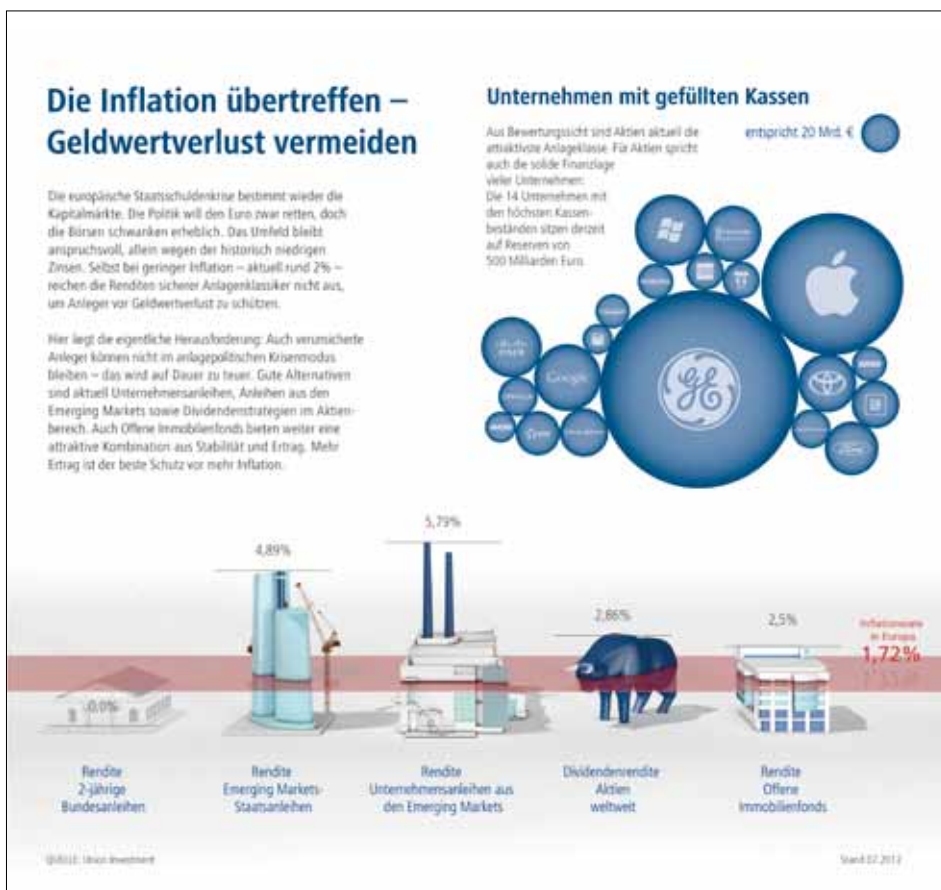 Die Inflation übertreffen –
Geldwertverlust vermeiden
Die europäische Staatsschuldenkrise bestimmt wieder die
Kapitalmärkte. Die Politik will den Euro zwar retten, doch
die Börsen schwanken erheblich. Das Umfeld bleibt
anspruchsvoll, allein wegen der historisch niedrigen
Zinsen. Selbst bei geringer Inflation – aktuell rund 2% –
reichen die Renditen sicherer Anlagenklassiker nicht aus,
um Anleger vor Geldwertverlust zu schützen.
Hier liegt die eigentliche Herausforderung: Auch verunsicherte
Anleger können nicht im anlagepolitischen Krisenmodus
bleiben – das wird auf Dauer zu teuer. Gute Alternativen
sind aktuell Unternehmensanleihen, Anleihen aus den
Emerging Markets sowie Dividendenstrategien im Aktien-
bereich. Auch Offene Immobilienfonds bieten weiter eine
attraktive Kombination aus Stabilität und Ertrag. Mehr
Ertrag ist der beste Schutz vor mehr Inflation.
Unternehmen mit gefüllten Kassen
Aus Bewertungssicht sind Aktien aktuell die
attraktivste Anlageklasse. Für Aktien spricht
auch die solide Finanzlage
vieler Unternehmen:
Die 14 Unternehmen mit
den höchsten Kassen-
beständen sitzen derzeit
auf Reserven von
500 Milliarden Euro.
entspricht 20 Mrd. €
CISCO
Google
GE
TOYOTA
Ford
0,0%
4,89%
5,79%
2,86%
2,5%
Inflationsrate
in Europa
1,72%
Rendite
2-jährige
Bundesanleihen
Rendite
Emerging Markets-
Staatsanleihen
Rendite
Unternehmensanleihen aus
den Emerging Markets
Dividendenrendite
Aktien
weltweit
Rendite
Offene
Immobilienfonds
QUELLE: Union Investment
Stand 07.2012